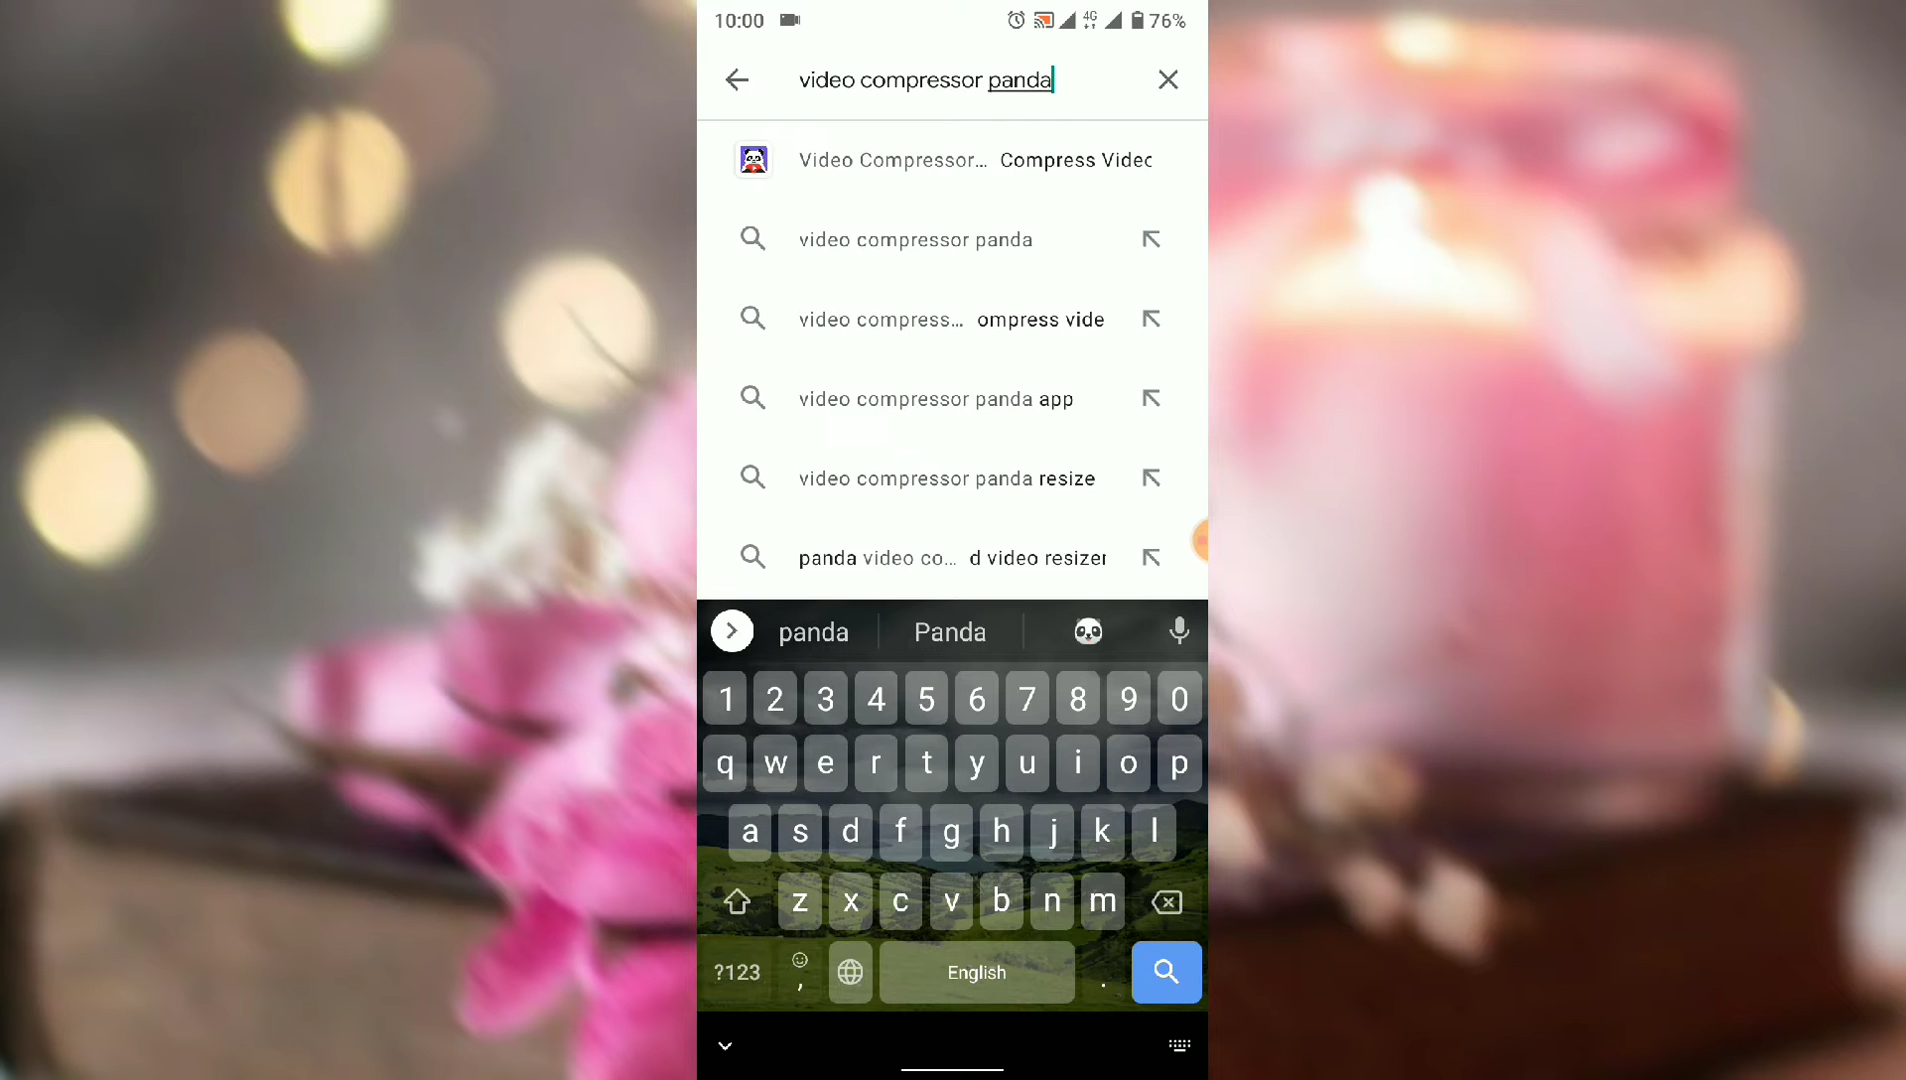 10:00 4G 76%
video compressor panda
Video Compressor... Compress Videc
video compressor panda
video compress... ompress vide
video compressor panda app
video compressor panda resize
panda video co... d video resizer
panda Panda
1 2 3 4 5 6 7 8 9 0
q w e r t y u i o p
a s d f g h j k l
z x c v b n m
?123 , English .